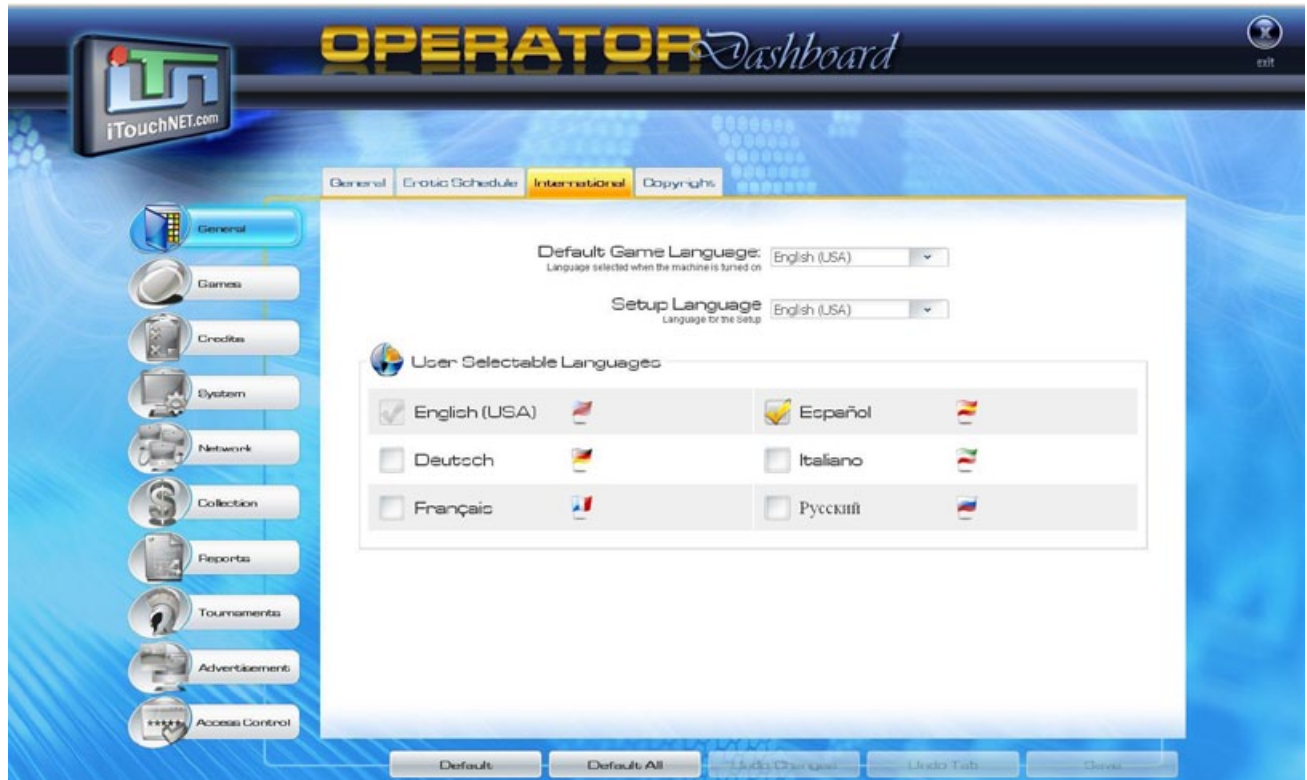 OPERATOR Dashboard
exit
iTN
iTouchNET.com
General Erotic Schedule International Copyright
General
Games
Credits
System
Network
Collection
Reports
Tournaments
Advertisement
Access Control
Default Game Language: English (USA)
Language selected when the machine is turned on
Setup Language English (USA)
Language for the Setup
User Selectable Languages
English (USA) Español
Deutsch Italiano
Français Русский
Default Default All Undo Changes Undo Tab Save